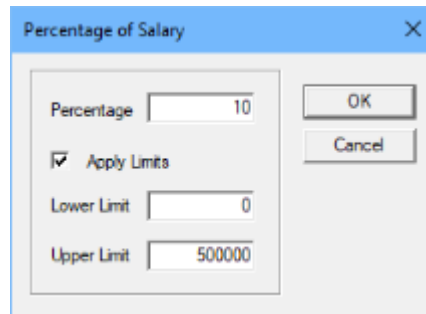 Percentage of Salary
Percentage 10
OK
Apply Limits
Cancel
Lower Limit 0
Upper Limit 500000